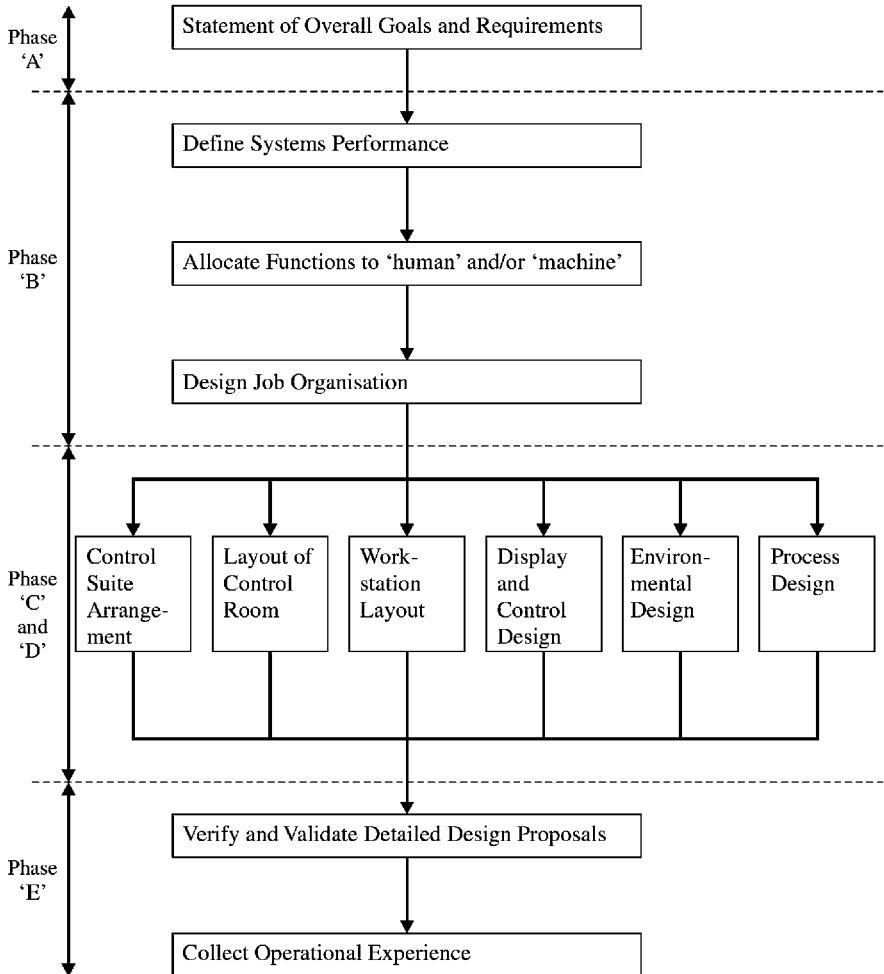 Phase
‘A’
Statement of Overall Goals and Requirements
Phase
‘B’
Define Systems Performance
Allocate Functions to ‘human’ and/or ‘machine’
Design Job Organisation
Phase
‘C’
and
‘D’
Control
Suite
Arrange-
ment
Layout of
Control
Room
Work-
station
Layout
Display
and
Control
Design
Environ-
mental
Design
Process
Design
Phase
‘E’
Verify and Validate Detailed Design Proposals
Collect Operational Experience